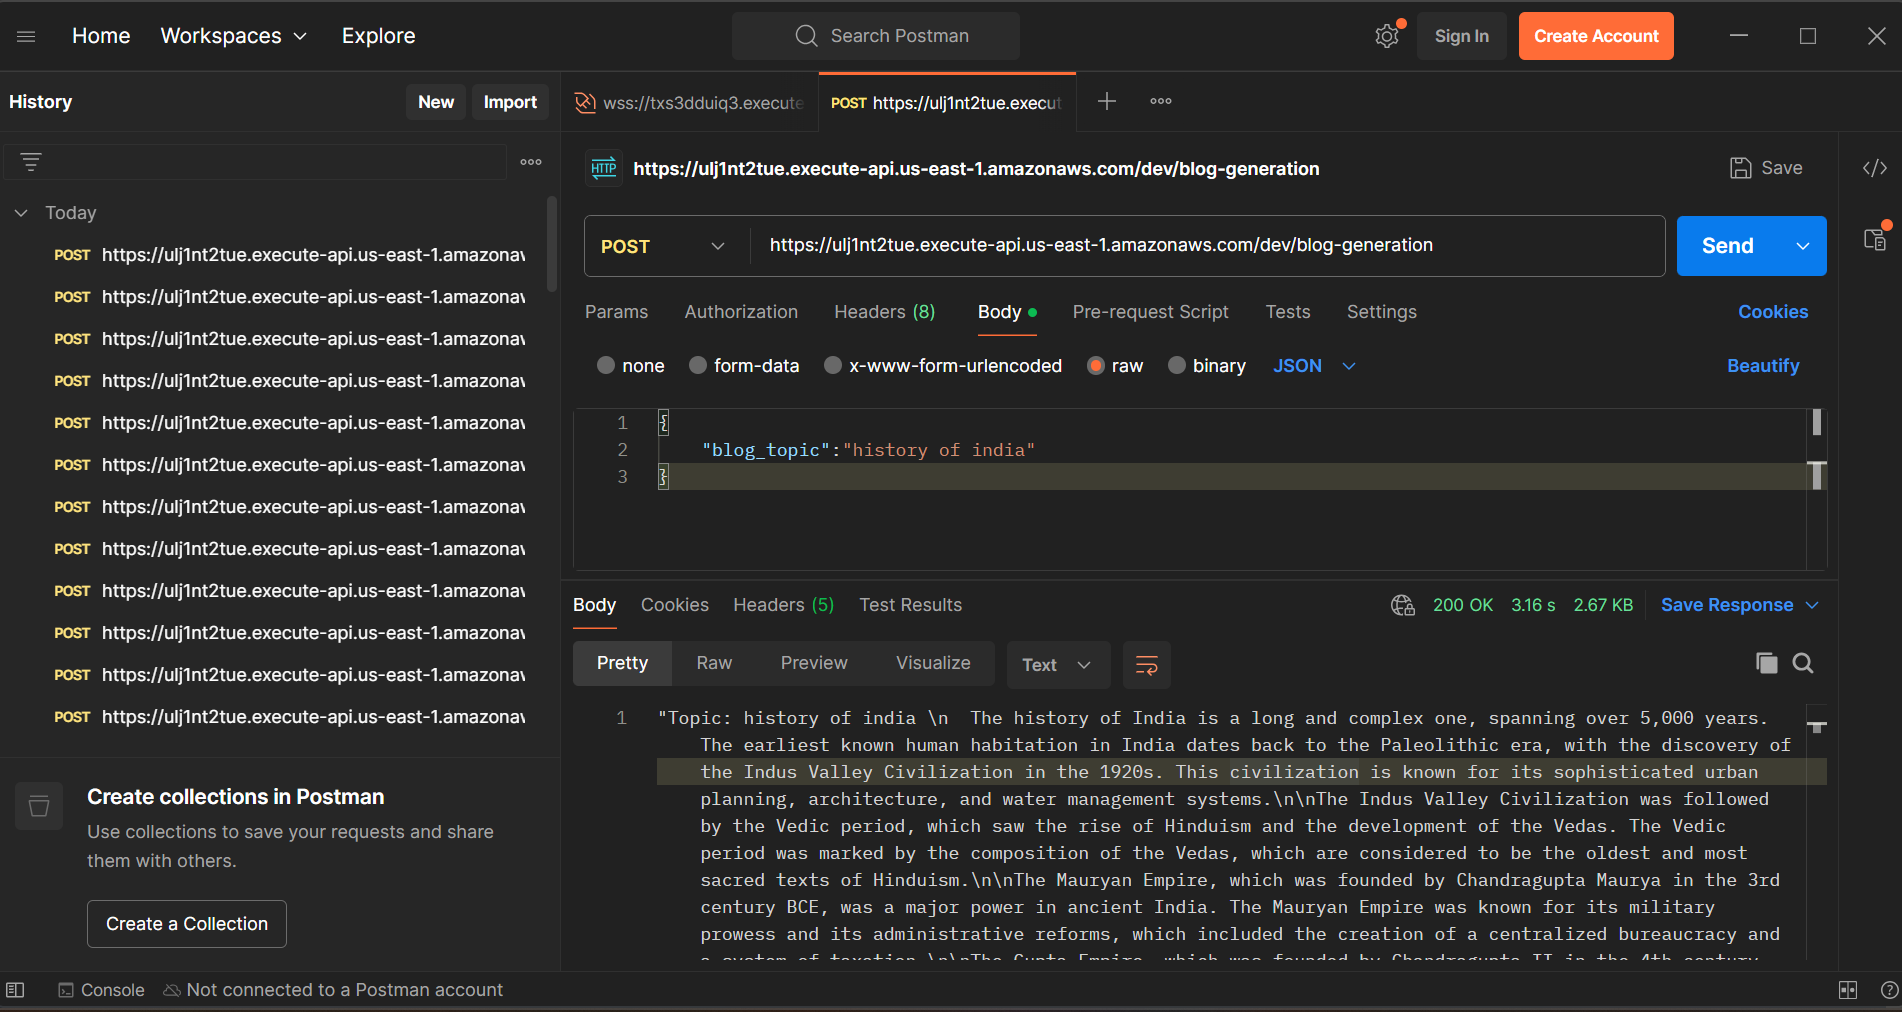 Home Workspaces Explore
Search Postman
Sign In Create Account
History New Import
wss://txs3dduiq3.execute
POST https://ulj1nt2tue.execut
HTTP https://ulj1nt2tue.execute-api.us-east-1.amazonaws.com/dev/blog-generation
Save
Today
POST https://ulj1nt2tue.execute-api.us-east-1.amazonav
POST https://ulj1nt2tue.execute-api.us-east-1.amazonav
POST https://ulj1nt2tue.execute-api.us-east-1.amazonav
POST https://ulj1nt2tue.execute-api.us-east-1.amazonav
POST https://ulj1nt2tue.execute-api.us-east-1.amazonav
POST https://ulj1nt2tue.execute-api.us-east-1.amazonav
POST https://ulj1nt2tue.execute-api.us-east-1.amazonav
POST https://ulj1nt2tue.execute-api.us-east-1.amazonav
POST https://ulj1nt2tue.execute-api.us-east-1.amazonav
POST https://ulj1nt2tue.execute-api.us-east-1.amazonav
POST https://ulj1nt2tue.execute-api.us-east-1.amazonav
POST https://ulj1nt2tue.execute-api.us-east-1.amazonav
Create collections in Postman
Use collections to save your requests and share
them with others.
Create a Collection
POST https://ulj1nt2tue.execute-api.us-east-1.amazonaws.com/dev/blog-generation
Send
Params Authorization Headers (8) Body Pre-request Script Tests Settings Cookies
none form-data x-www-form-urlencoded raw binary JSON Beautify
1 {
2 "blog_topic":"history of india"
3 }
Body Cookies Headers (5) Test Results 200 OK 3.16 s 2.67 KB Save Response
Pretty Raw Preview Visualize Text
1 "Topic: history of india \n  The history of India is a long and complex one, spanning over 5,000 years.
The earliest known human habitation in India dates back to the Paleolithic era, with the discovery of
the Indus Valley Civilization in the 1920s. This civilization is known for its sophisticated urban
planning, architecture, and water management systems.\n\nThe Indus Valley Civilization was followed
by the Vedic period, which saw the rise of Hinduism and the development of the Vedas. The Vedic
period was marked by the composition of the Vedas, which are considered to be the oldest and most
sacred texts of Hinduism.\n\nThe Mauryan Empire, which was founded by Chandragupta Maurya in the 3rd
century BCE, was a major power in ancient India. The Mauryan Empire was known for its military
prowess and its administrative reforms, which included the creation of a centralized bureaucracy and
a system of taxation.\n\nThe Gupta Empire, which was founded by Chandragupta II in the 4th century
Console Not connected to a Postman account